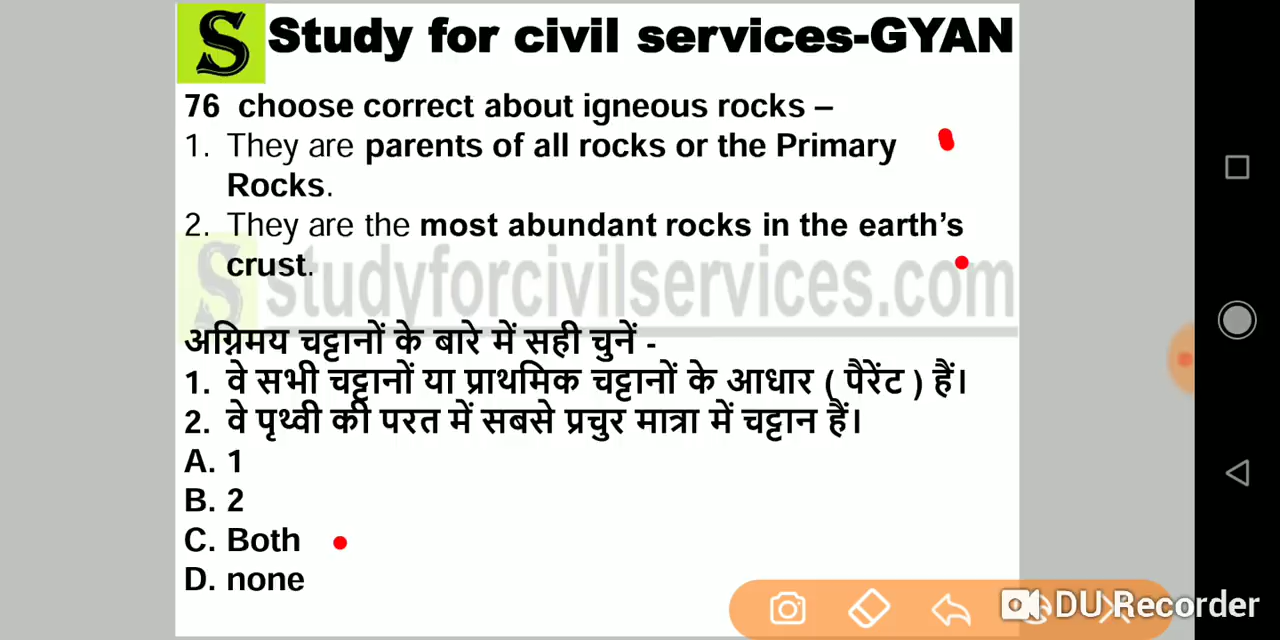 S Study for civil services-GYAN
76 choose correct about igneous rocks –
1. They are parents of all rocks or the Primary
Rocks.
2. They are the most abundant rocks in the earth's
crust.
S studyforcivilservices.com
अग्निमय चट्टानों के बारे में सही चुनें -
1. वे सभी चट्टानों या प्राथमिक चट्टानों के आधार ( पैरेंट ) हैं।
2. वे पृथ्वी की परत में सबसे प्रचुर मात्रा में चट्टान हैं।
A. 1
B. 2
C. Both
D. none
DU Recorder